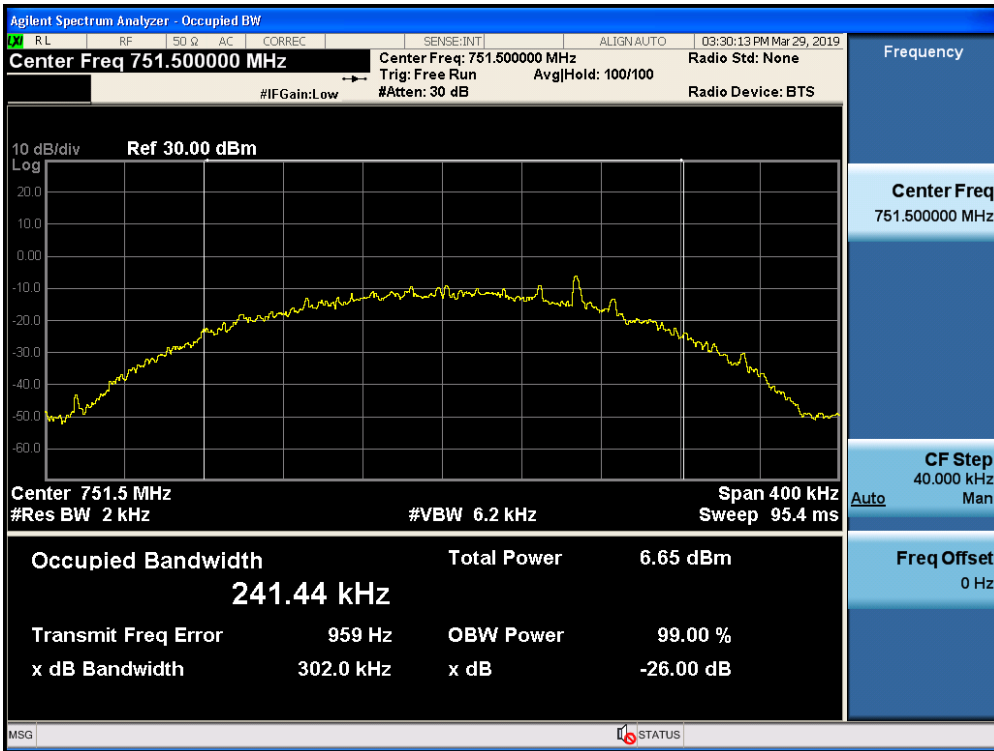 Agilent Spectrum Analyzer - Occupied BW
LXI RL RF 50 Ω AC CORREC SENSE:INT ALIGN AUTO 03:30:13 PM Mar 29, 2019
Center Freq 751.500000 MHz Center Freq: 751.500000 MHz Radio Std: None
Trig: Free Run Avg|Hold: 100/100
#IFGain:Low #Atten: 30 dB Radio Device: BTS
Frequency
10 dB/div Ref 30.00 dBm
Log
20.0
10.0
0.00
-10.0
-20.0
-30.0
-40.0
-50.0
-60.0
Center Freq
751.500000 MHz
Center 751.5 MHz Span 400 kHz
#Res BW 2 kHz #VBW 6.2 kHz Sweep 95.4 ms
CF Step
40.000 kHz
Auto Man
Occupied Bandwidth Total Power 6.65 dBm
241.44 kHz
Transmit Freq Error 959 Hz OBW Power 99.00 %
x dB Bandwidth 302.0 kHz x dB -26.00 dB
Freq Offset
0 Hz
MSG STATUS